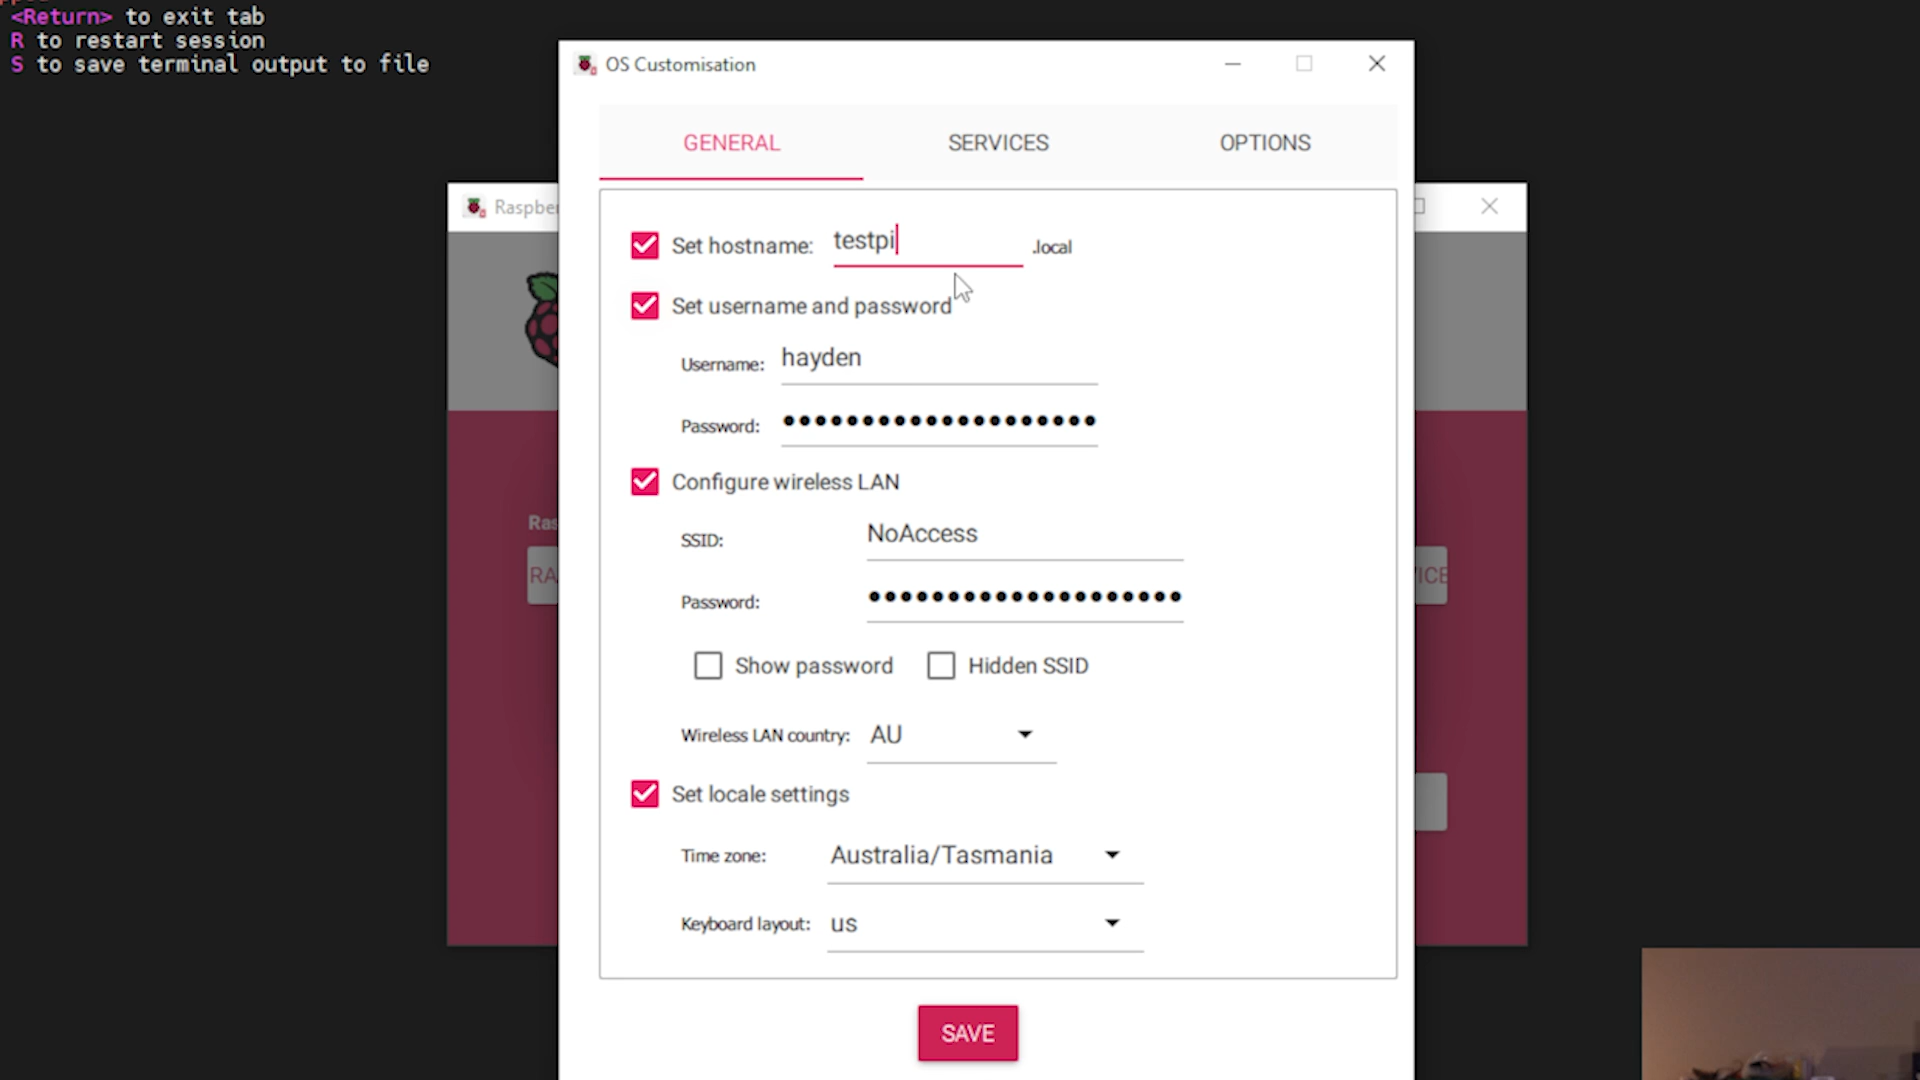 <Return> to exit tab
R to restart session
S to save terminal output to file
OS Customisation
GENERAL SERVICES OPTIONS
Set hostname: testpi .local
Set username and password
Username: hayden
Password: ••••••••••••••••••••
Configure wireless LAN
SSID: NoAccess
Password: ••••••••••••••••••••
Show password Hidden SSID
Wireless LAN country: AU
Set locale settings
Time zone: Australia/Tasmania
Keyboard layout: us
SAVE